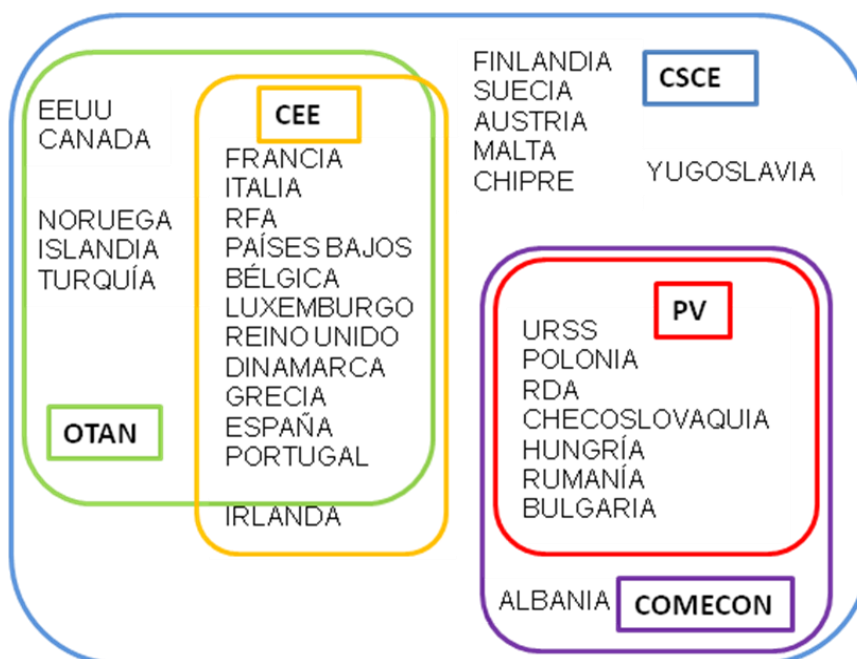 EEUU
CANADA
NORUEGA
ISLANDIA
TURQUÍA
OTAN
CEE
FRANCIA
ITALIA
RFA
PAÍSES BAJOS
BÉLGICA
LUXEMBURGO
REINO UNIDO
DINAMARCA
GRECIA
ESPAÑA
PORTUGAL
IRLANDA
FINLANDIA
SUECIA
AUSTRIA
MALTA
CHIPRE
CSCE
YUGOSLAVIA
PV
URSS
POLONIA
RDA
CHECOSLOVAQUIA
HUNGRÍA
RUMANÍA
BULGARIA
ALBANIA
COMECON